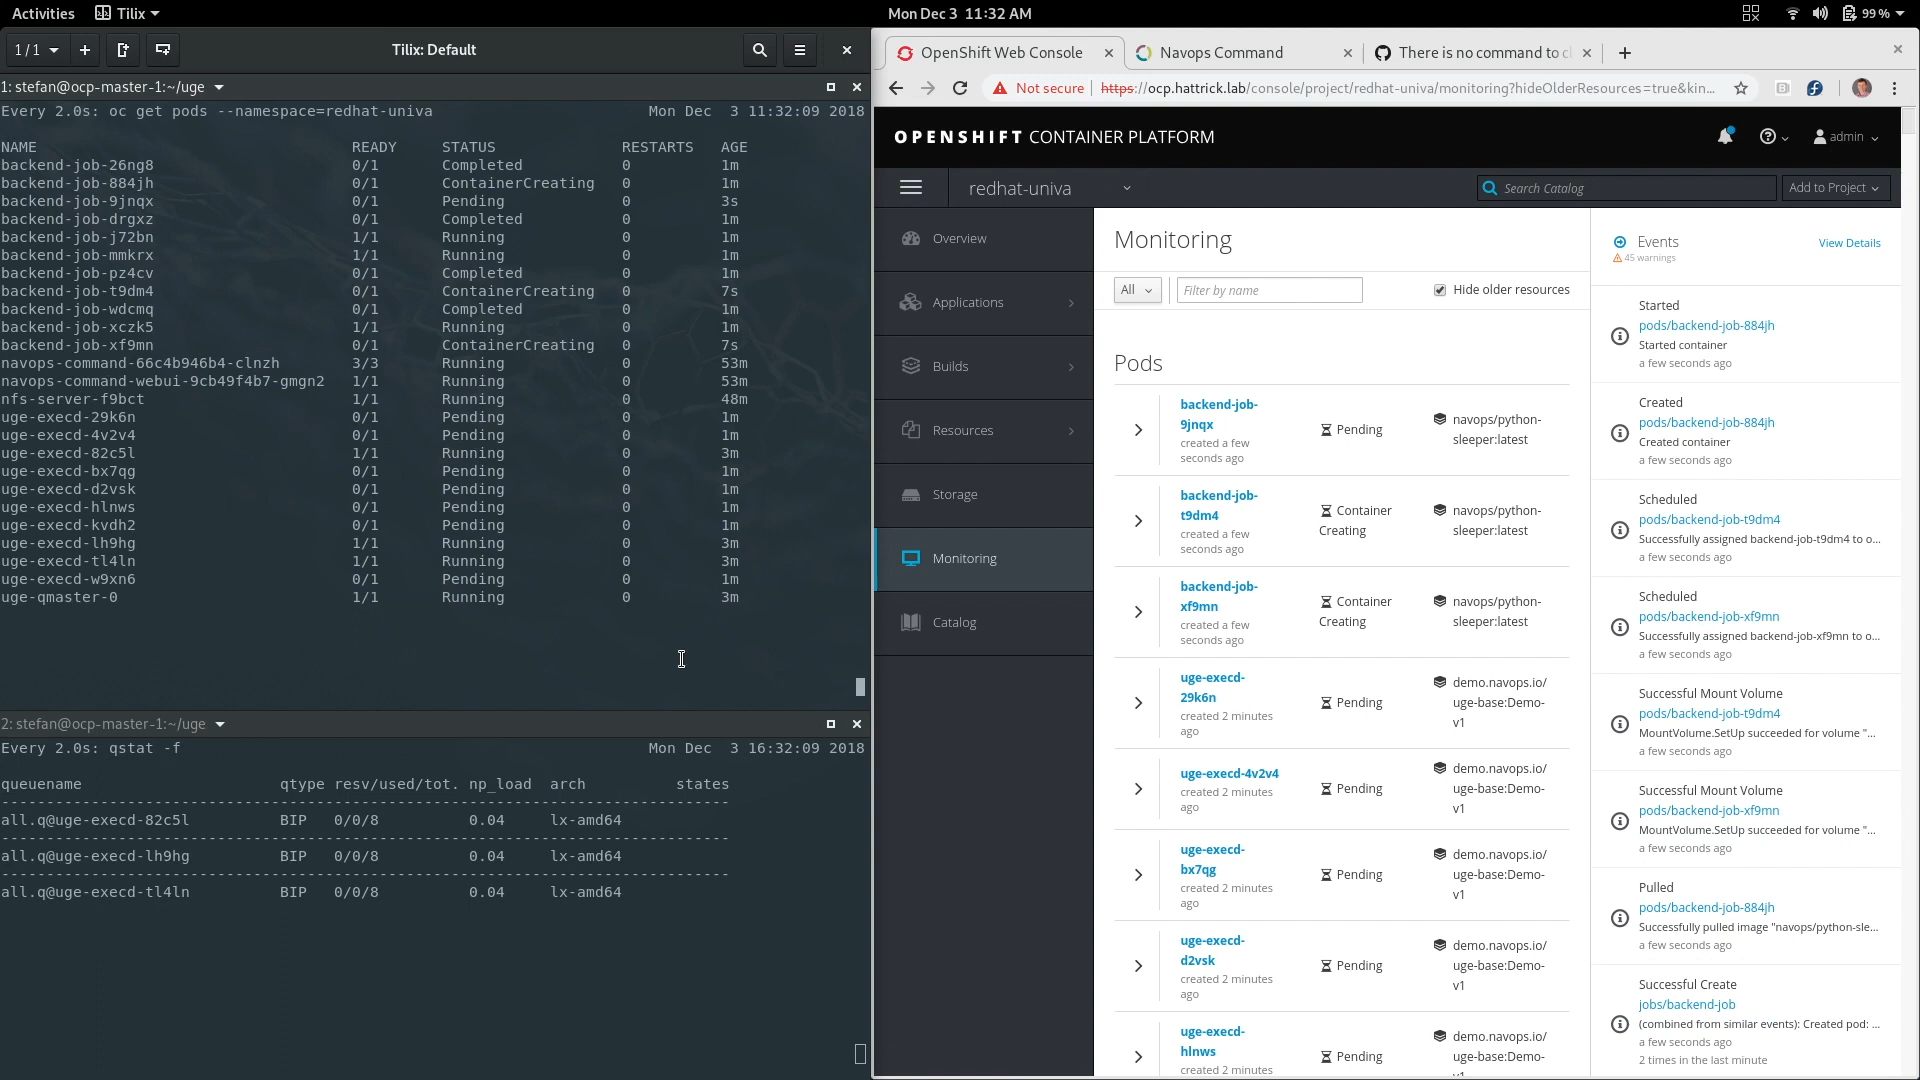 Activities Tilix Mon Dec 3 11:32 AM 99 %
1 / 1 Tilix: Default
1: stefan@ocp-master-1:~/uge
Every 2.0s: oc get pods --namespace=redhat-univa Mon Dec 3 11:32:09 2018
NAME READY STATUS RESTARTS AGE
backend-job-26ng8 0/1 Completed 0 1m
backend-job-884jh 0/1 ContainerCreating 0 1m
backend-job-9jnqx 0/1 Pending 0 3s
backend-job-drgxz 0/1 Completed 0 1m
backend-job-j72bn 1/1 Running 0 1m
backend-job-mmkrx 1/1 Running 0 1m
backend-job-pz4cv 0/1 Completed 0 1m
backend-job-t9dm4 0/1 ContainerCreating 0 7s
backend-job-wdcmq 0/1 Completed 0 1m
backend-job-xczk5 1/1 Running 0 1m
backend-job-xf9mn 0/1 ContainerCreating 0 7s
navops-command-66c4b946b4-clnzh 3/3 Running 0 53m
navops-command-webui-9cb49f4b7-gmgn2 1/1 Running 0 53m
nfs-server-f9bct 1/1 Running 0 48m
uge-execd-29k6n 0/1 Pending 0 1m
uge-execd-4v2v4 0/1 Pending 0 1m
uge-execd-82c5l 1/1 Running 0 3m
uge-execd-bx7qg 0/1 Pending 0 1m
uge-execd-d2vsk 0/1 Pending 0 1m
uge-execd-hlnws 0/1 Pending 0 1m
uge-execd-kvdh2 0/1 Pending 0 1m
uge-execd-lh9hg 1/1 Running 0 3m
uge-execd-tl4ln 1/1 Running 0 3m
uge-execd-w9xn6 0/1 Pending 0 1m
uge-qmaster-0 1/1 Running 0 3m
2: stefan@ocp-master-1:~/uge
Every 2.0s: qstat -f Mon Dec 3 16:32:09 2018
queuename qtype resv/used/tot. np_load arch states
---------------------------------------------------------------------------------
all.q@uge-execd-82c5l BIP 0/0/8 0.04 lx-amd64
---------------------------------------------------------------------------------
all.q@uge-execd-lh9hg BIP 0/0/8 0.04 lx-amd64
---------------------------------------------------------------------------------
all.q@uge-execd-tl4ln BIP 0/0/8 0.04 lx-amd64
OpenShift Web Console Navops Command There is no command to cl
Not secure https://ocp.hattrick.lab/console/project/redhat-univa/monitoring?hideOlderResources=true&kin...
OPENSHIFT CONTAINER PLATFORM admin
redhat-univa Search Catalog Add to Project
Overview
Applications
Builds
Resources
Storage
Monitoring
Catalog
Monitoring
All Filter by name Hide older resources
Pods
backend-job-
9jnqx
created a few
seconds ago
Pending
navops/python-
sleeper:latest
backend-job-
t9dm4
created a few
seconds ago
Container
Creating
navops/python-
sleeper:latest
backend-job-
xf9mn
created a few
seconds ago
Container
Creating
navops/python-
sleeper:latest
uge-execd-
29k6n
created 2 minutes
ago
Pending
demo.navops.io/
uge-base:Demo-
v1
uge-execd-4v2v4
created 2 minutes
ago
Pending
demo.navops.io/
uge-base:Demo-
v1
uge-execd-
bx7qg
created 2 minutes
ago
Pending
demo.navops.io/
uge-base:Demo-
v1
uge-execd-
d2vsk
created 2 minutes
ago
Pending
demo.navops.io/
uge-base:Demo-
v1
uge-execd-
hlnws
created 2 minutes
Pending
demo.navops.io/
uge-base:Demo-
Events View Details
45 warnings
Started
pods/backend-job-884jh
Started container
a few seconds ago
Created
pods/backend-job-884jh
Created container
a few seconds ago
Scheduled
pods/backend-job-t9dm4
Successfully assigned backend-job-t9dm4 to o...
a few seconds ago
Scheduled
pods/backend-job-xf9mn
Successfully assigned backend-job-xf9mn to o...
a few seconds ago
Successful Mount Volume
pods/backend-job-t9dm4
MountVolume.SetUp succeeded for volume "...
a few seconds ago
Successful Mount Volume
pods/backend-job-xf9mn
MountVolume.SetUp succeeded for volume "...
a few seconds ago
Pulled
pods/backend-job-884jh
Successfully pulled image "navops/python-sle...
a few seconds ago
Successful Create
jobs/backend-job
(combined from similar events): Created pod: ...
a few seconds ago
2 times in the last minute